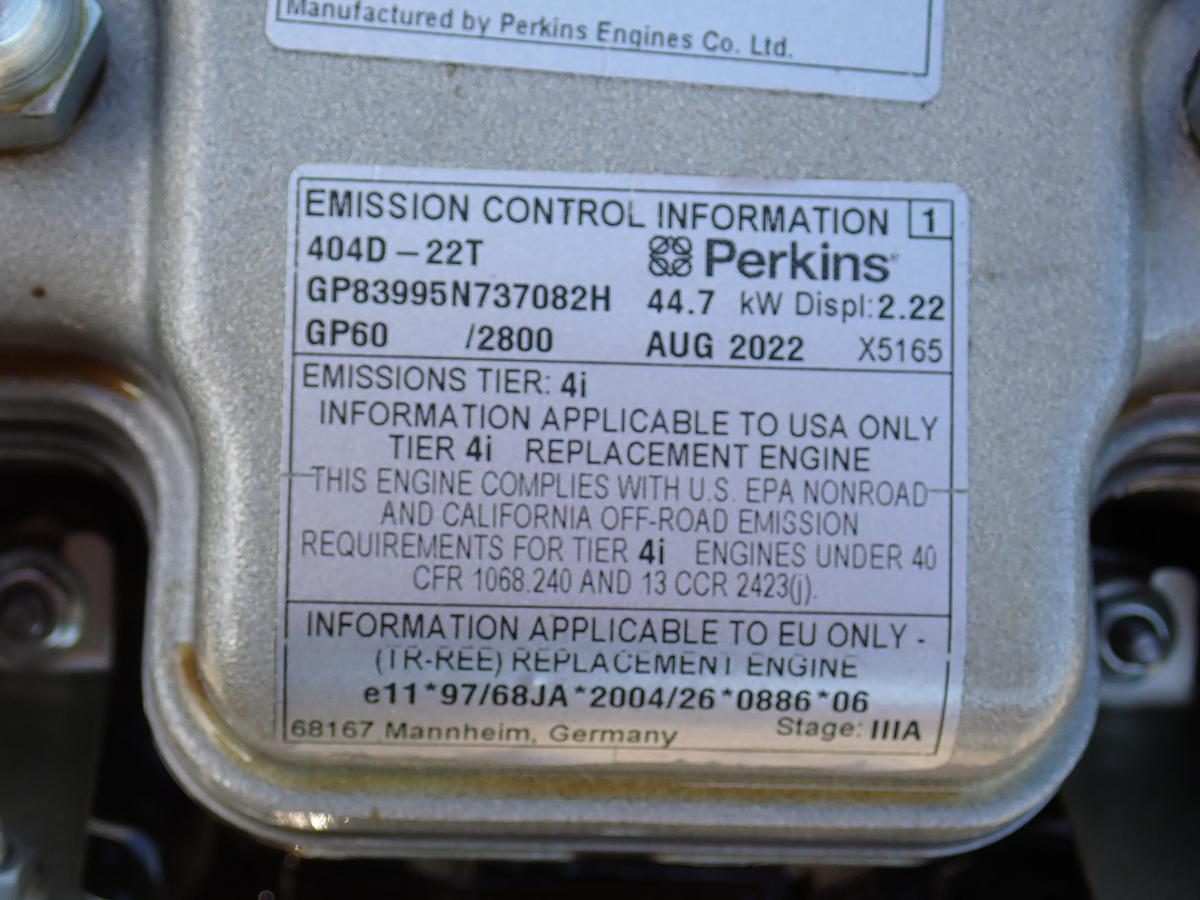 Manufactured by Perkins Engines Co. Ltd.
EMISSION CONTROL INFORMATION 1
404D – 22T Perkins
GP83995N737082H 44.7 kW Displ: 2.22
GP60 /2800 AUG 2022 X5165
EMISSIONS TIER: 4i
INFORMATION APPLICABLE TO USA ONLY
TIER 4i REPLACEMENT ENGINE
THIS ENGINE COMPLIES WITH U.S. EPA NONROAD
AND CALIFORNIA OFF-ROAD EMISSION
REQUIREMENTS FOR TIER 4i ENGINES UNDER 40
CFR 1068.240 AND 13 CCR 2423(j).
INFORMATION APPLICABLE TO EU ONLY -
(TR-REE) REPLACEMENT ENGINE
e11*97/68JA*2004/26*0886*06
68167 Mannheim, Germany Stage: IIIA